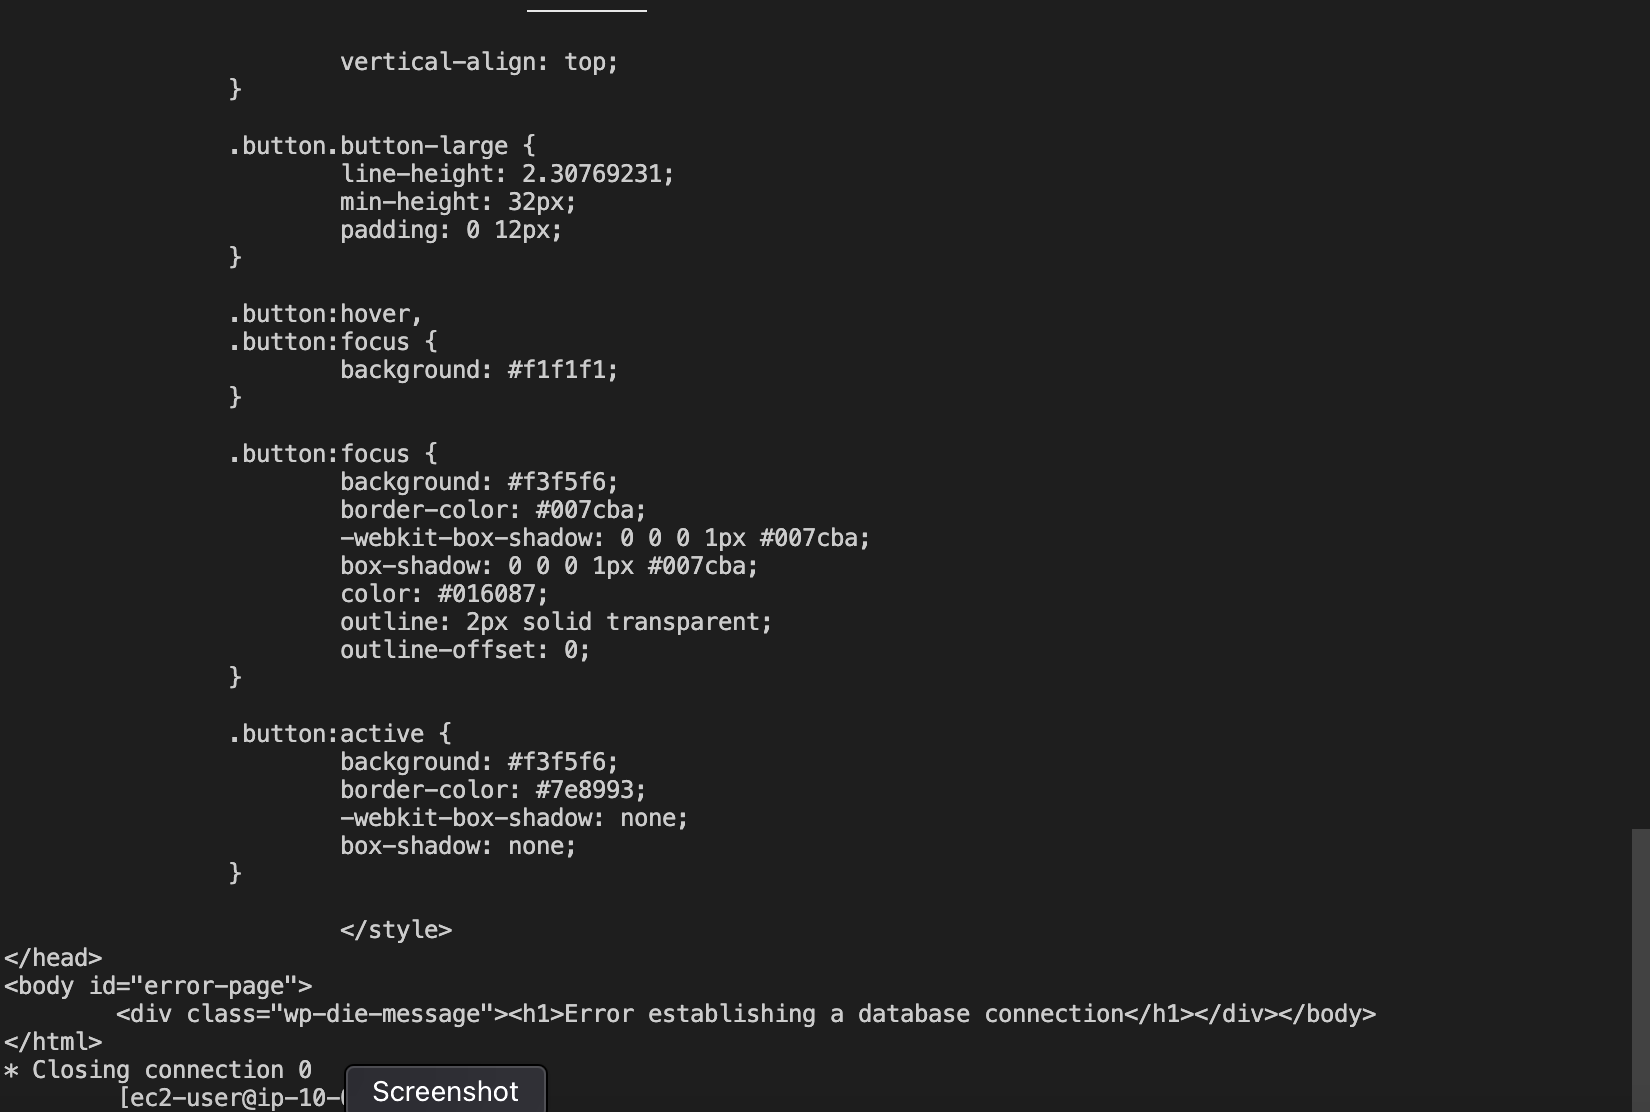 vertical-align: top;
}
.button.button-large {
line-height: 2.30769231;
min-height: 32px;
padding: 0 12px;
}
.button:hover,
.button:focus {
background: #f1f1f1;
}
.button:focus {
background: #f3f5f6;
border-color: #007cba;
-webkit-box-shadow: 0 0 0 1px #007cba;
box-shadow: 0 0 0 1px #007cba;
color: #016087;
outline: 2px solid transparent;
outline-offset: 0;
}
.button:active {
background: #f3f5f6;
border-color: #7e8993;
-webkit-box-shadow: none;
box-shadow: none;
}
</style>
</head>
<body id="error-page">
<div class="wp-die-message"><h1>Error establishing a database connection</h1></div></body>
</html>
* Closing connection 0
[ec2-user@ip-10-
Screenshot